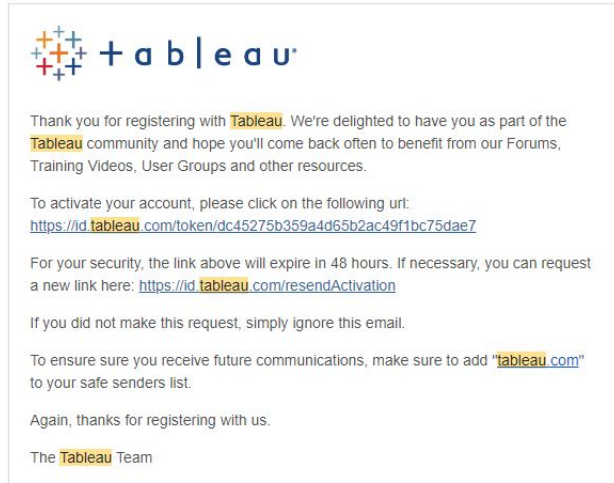 +ableau
Thank you for registering with Tableau. We're delighted to have you as part of the
Tableau community and hope you'll come back often to benefit from our Forums,
Training Videos, User Groups and other resources.
To activate your account, please click on the following url:
https://id.tableau.com/token/dc45275b359a4d65b2ac49f1bc75dae7
For your security, the link above will expire in 48 hours. If necessary, you can request
a new link here: https://id.tableau.com/resendActivation
If you did not make this request, simply ignore this email.
To ensure sure you receive future communications, make sure to add "tableau.com"
to your safe senders list.
Again, thanks for registering with us.
The Tableau Team